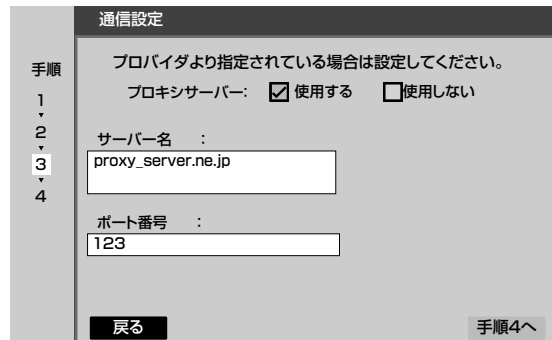 通信設定
手順
1
2
3
4
プロバイダより指定されている場合は設定してください。
プロキシサーバー: 使用する 使用しない
サーバー名 :
proxy_server.ne.jp
ポート番号 :
123
戻る 手順4へ